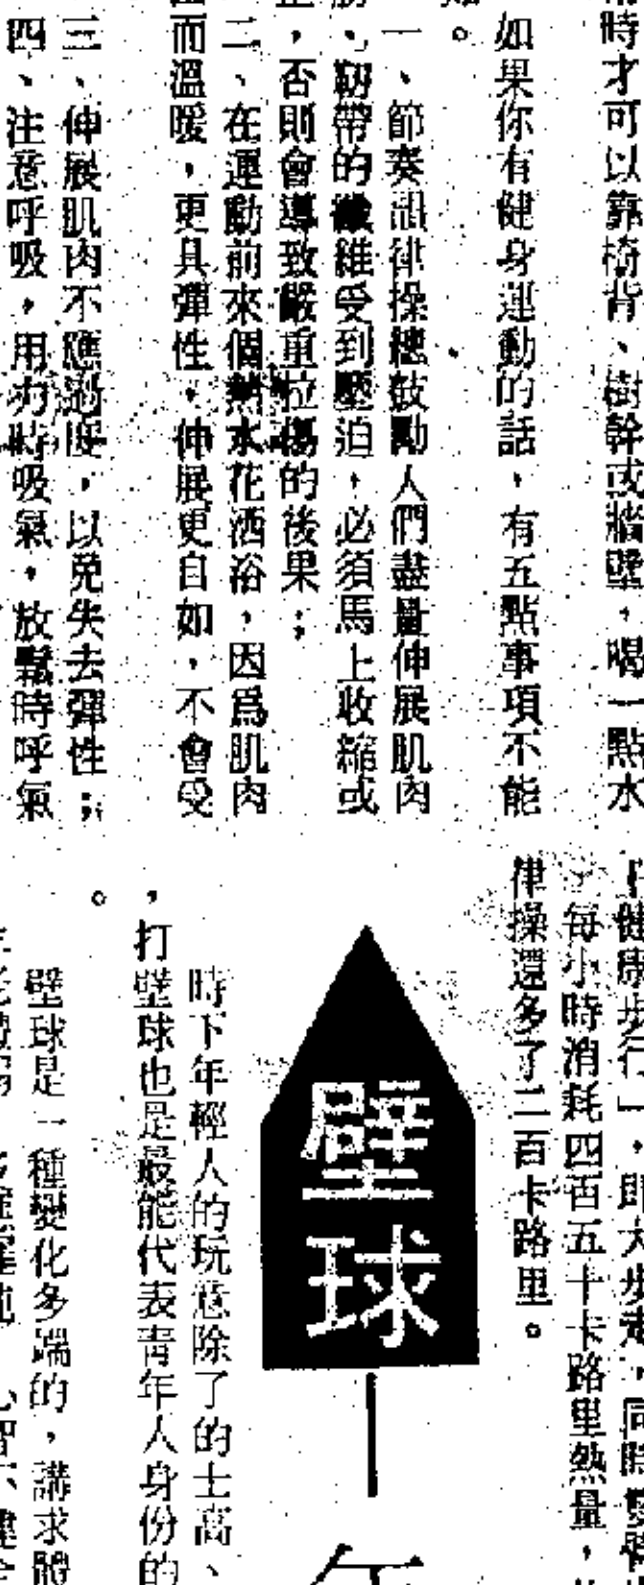 時才可以靠椅背、樹幹或牆壁，喝一點水
如果你有健身運動的話，有五點事項不能
。
一、節奏韻律操總鼓勵人們盡量伸展肌肉
、韌帶的纖維受到壓迫，必須馬上收縮或
，否則會導致嚴重拉傷的後果；
二、在運動前來個熱水花洒浴，因爲肌肉
而溫暖，更具彈性，伸展更自如，不會受
三、伸展肌肉不應過度，以免失去彈性；
四、注意呼吸，用力時吸氣，放鬆時呼氣
健康步行」，即大步走，同時雙臂
每小時消耗四百五十卡路里熱量，
律操還多了二百卡路里。
壁球
時下年輕人的玩意除了的士高、
，打壁球也是最能代表靑年人身份的
。
壁球是一種變化多端的，講求體